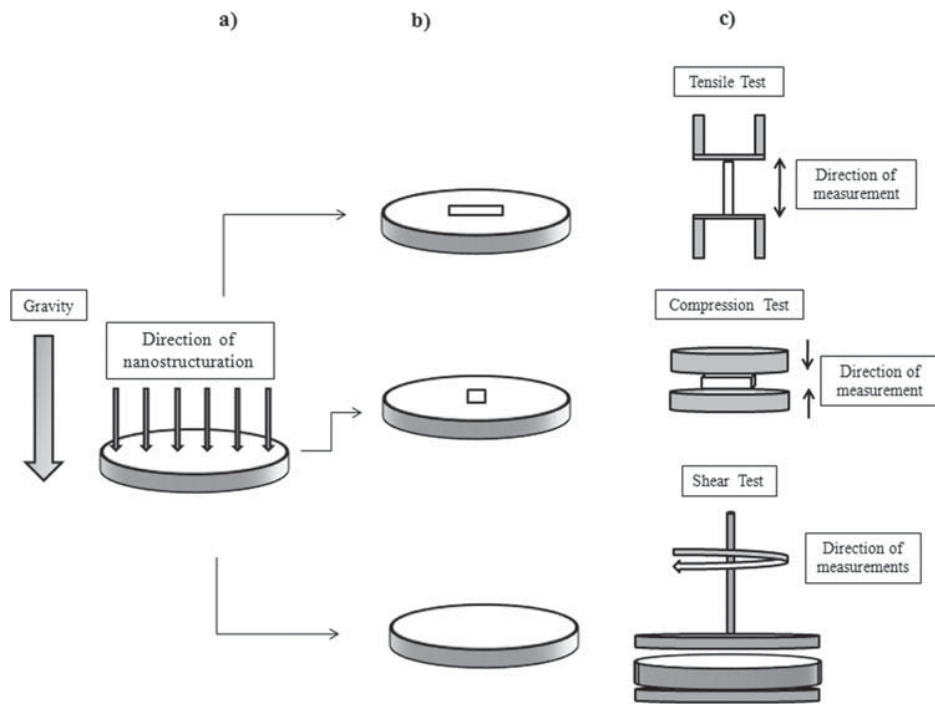 a)
b)
c)
Tensile Test
Direction of
measurement
Gravity
Direction of
nanostructuration
Compression Test
Direction of
measurement
Shear Test
Direction of
measurements